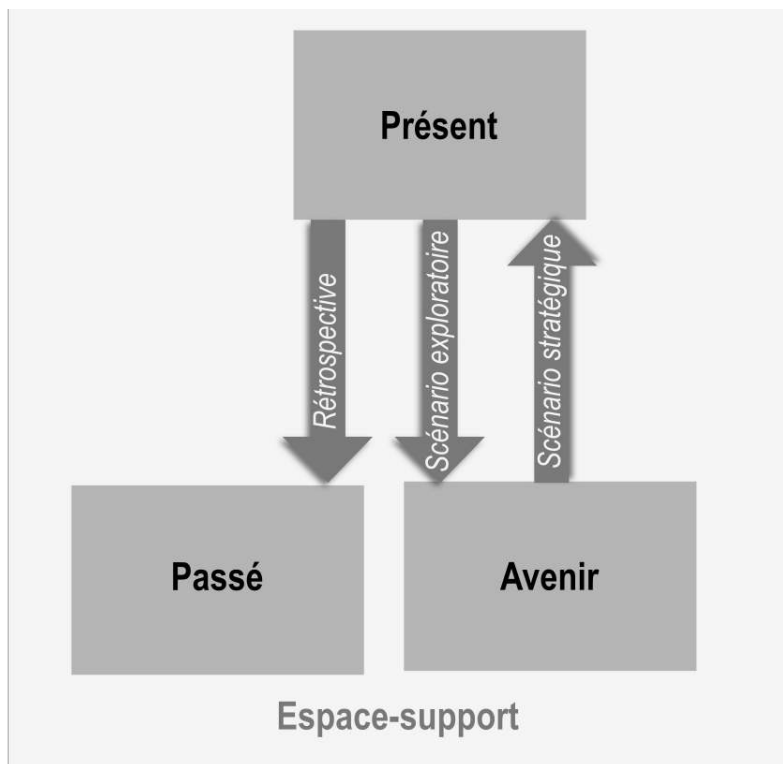 Présent
Rétrospective
Scénario exploratoire
Scénario stratégique
Passé
Avenir
Espace-support